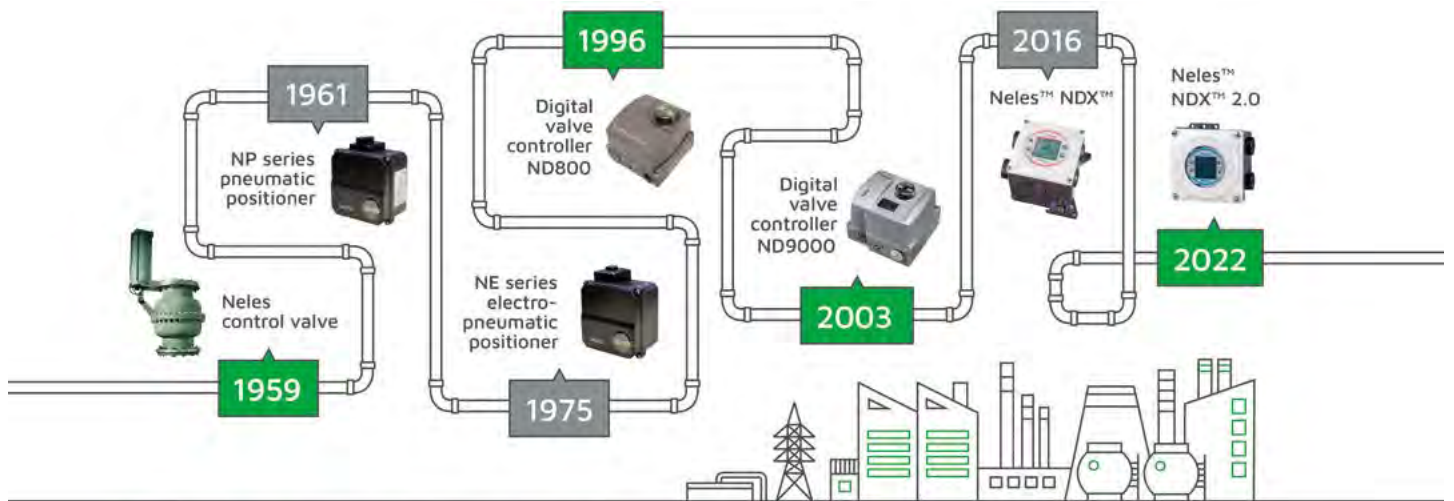 1959
Neles
control valve
1961
NP series
pneumatic
positioner
1975
NE series
electro-
pneumatic
positioner
1996
Digital
valve
controller
ND800
2003
Digital
valve
controller
ND9000
2016
Neles™ NDX™
2022
Neles™
NDX™ 2.0